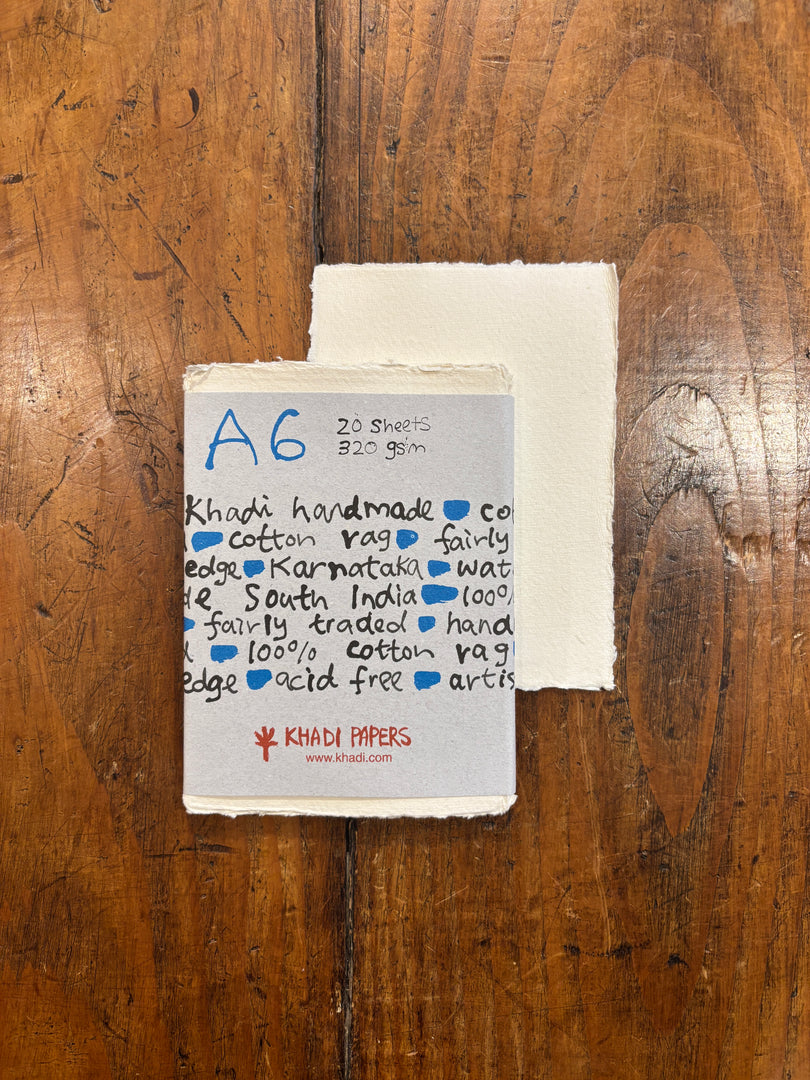 A6
20 sheets
320 gsm
Khadi handmade
cotton rag fairly
edge Karnataka
South India 100%
fairly traded
100% cotton rag
edge acid free
KHADI PAPERS
www.khadi.com